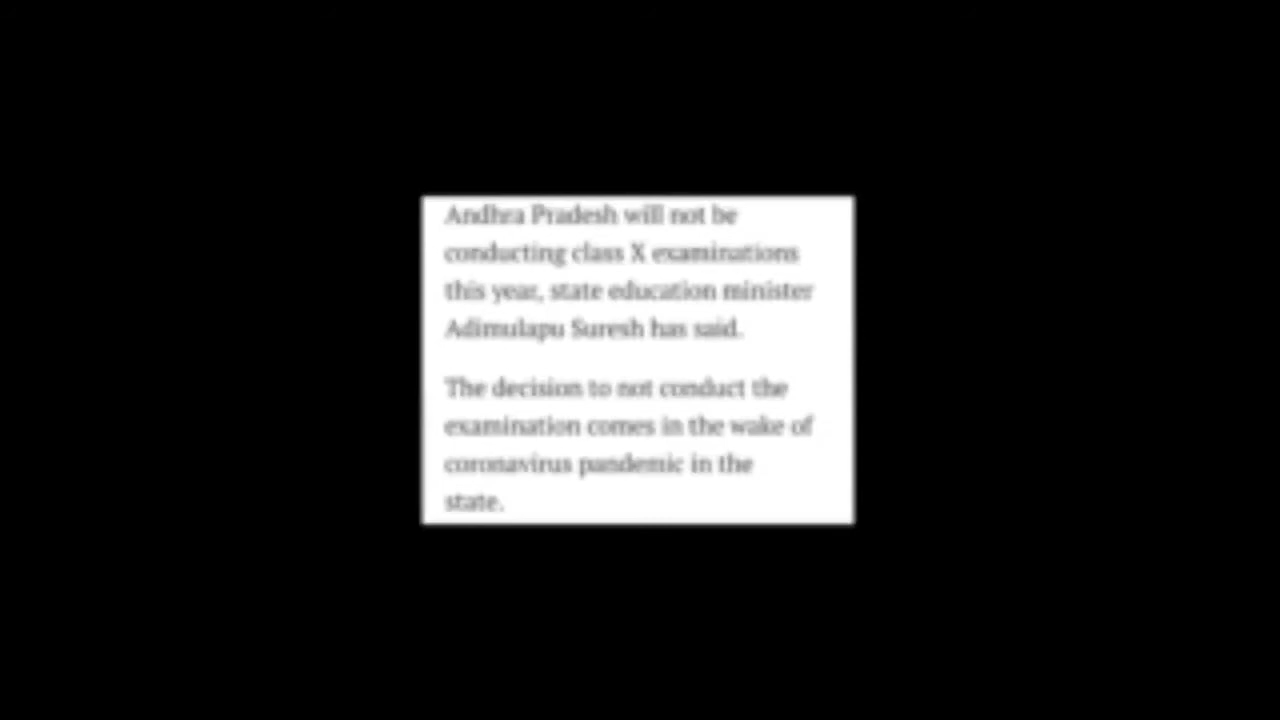 Andhra Pradesh will not be
conducting class X examinations
this year, state education minister
Adimulapu Suresh has said.
The decision to not conduct the
examination comes in the wake of
coronavirus pandemic in the
state.